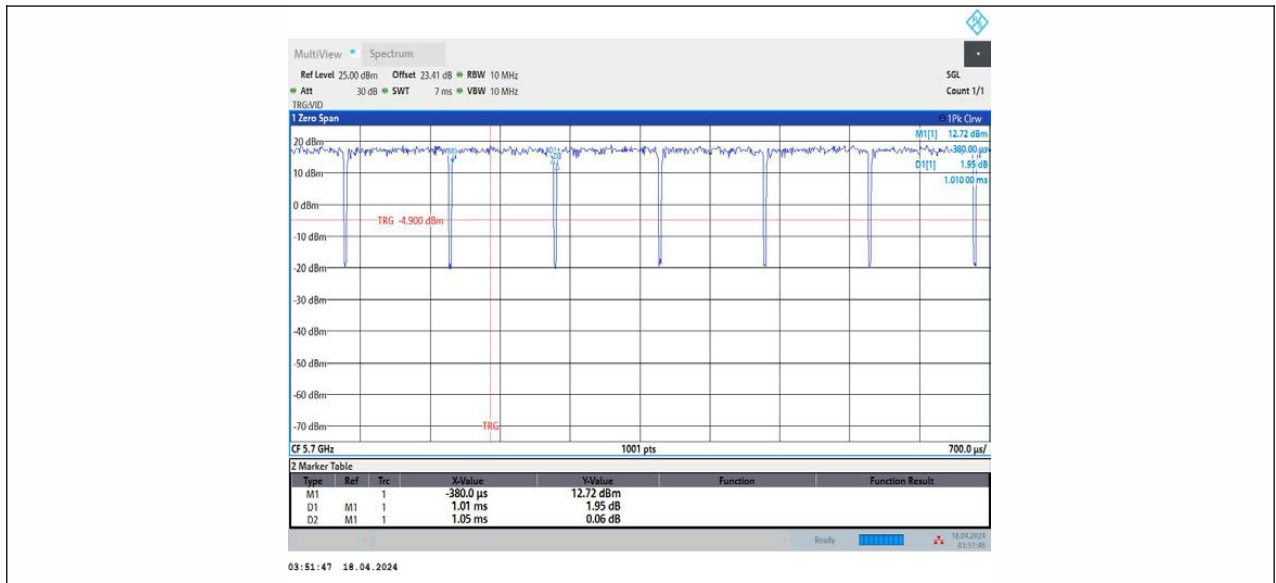 MultiView Spectrum
Ref Level 25.00 dBm Offset 23.41 dB RBW 10 MHz SGL
Att 30 dB SWT 7 ms VBW 10 MHz Count 1/1
TRG:VID
1 Zero Span 1Pk Clrw
M1[1] 12.72 dBm
20 dBm
-380.00 µs
D1[1] 1.95 dB
10 dBm
1.010 00 ms
0 dBm
TRG -4.900 dBm
-10 dBm
-20 dBm
-30 dBm
-40 dBm
-50 dBm
-60 dBm
-70 dBm
TRG
CF 5.7 GHz 1001 pts 700.0 µs/
2 Marker Table
Type Ref Trc X-Value Y-Value Function Function Result
M1 1 -380.0 µs 12.72 dBm
D1 M1 1 1.01 ms 1.95 dB
D2 M1 1 1.05 ms 0.06 dB
Ready 18.04.2024
03:51:46
03:51:47 18.04.2024